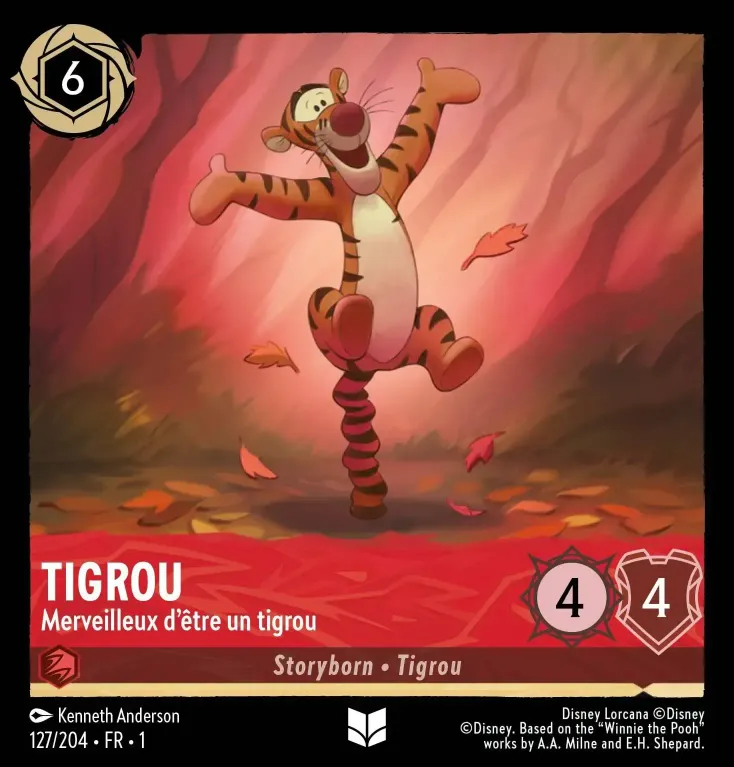 6
TIGROU
Merveilleux d'être un tigrou
4
4
Storyborn • Tigrou
Kenneth Anderson
127/204 • FR • 1
Disney Lorcana ©Disney
©Disney. Based on the “Winnie the Pooh”
works by A.A. Milne and E.H. Shepard.